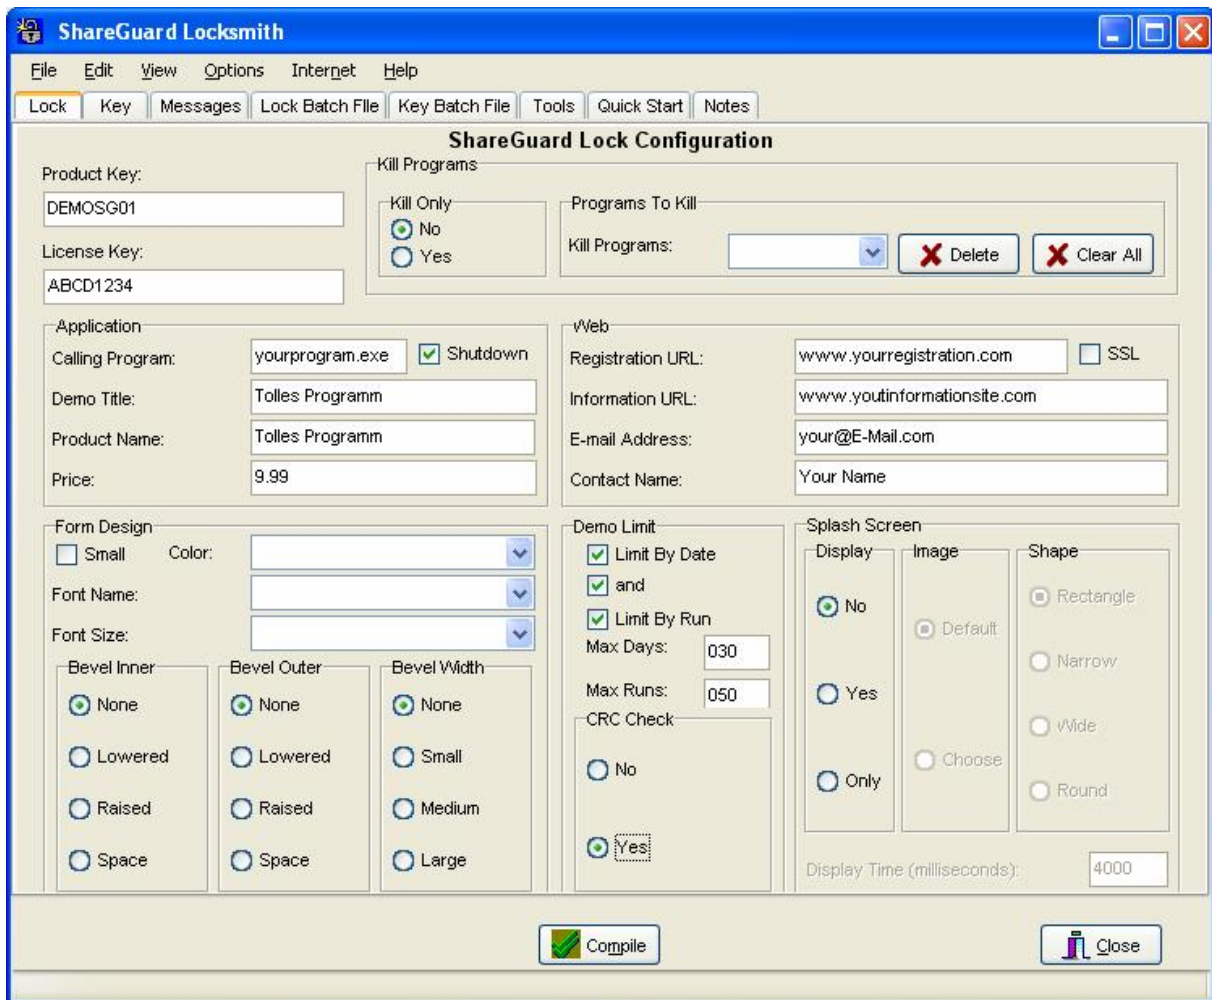 ShareGuard Locksmith
File Edit View Options Internet Help
Lock Key Messages Lock Batch FIle Key Batch File Tools Quick Start Notes
ShareGuard Lock Configuration
Product Key:
DEMOSG01
License Key:
ABCD1234
Kill Programs
Kill Only
No
Yes
Programs To Kill
Kill Programs:
Delete
Clear All
Application
Calling Program: yourprogram.exe Shutdown
Demo Title: Tolles Programm
Product Name: Tolles Programm
Price: 9.99
Web
Registration URL: www.yourregistration.com SSL
Information URL: www.youtinformationsite.com
E-mail Address: your@E-Mail.com
Contact Name: Your Name
Form Design
Small Color:
Font Name:
Font Size:
Bevel Inner
None
Lowered
Raised
Space
Bevel Outer
None
Lowered
Raised
Space
Bevel Width
None
Small
Medium
Large
Demo Limit
Limit By Date
and
Limit By Run
Max Days: 030
Max Runs: 050
CRC Check
No
Yes
Splash Screen
Display
No
Yes
Only
Image
Default
Choose
Shape
Rectangle
Narrow
Wide
Round
Display Time (milliseconds): 4000
Compile
Close